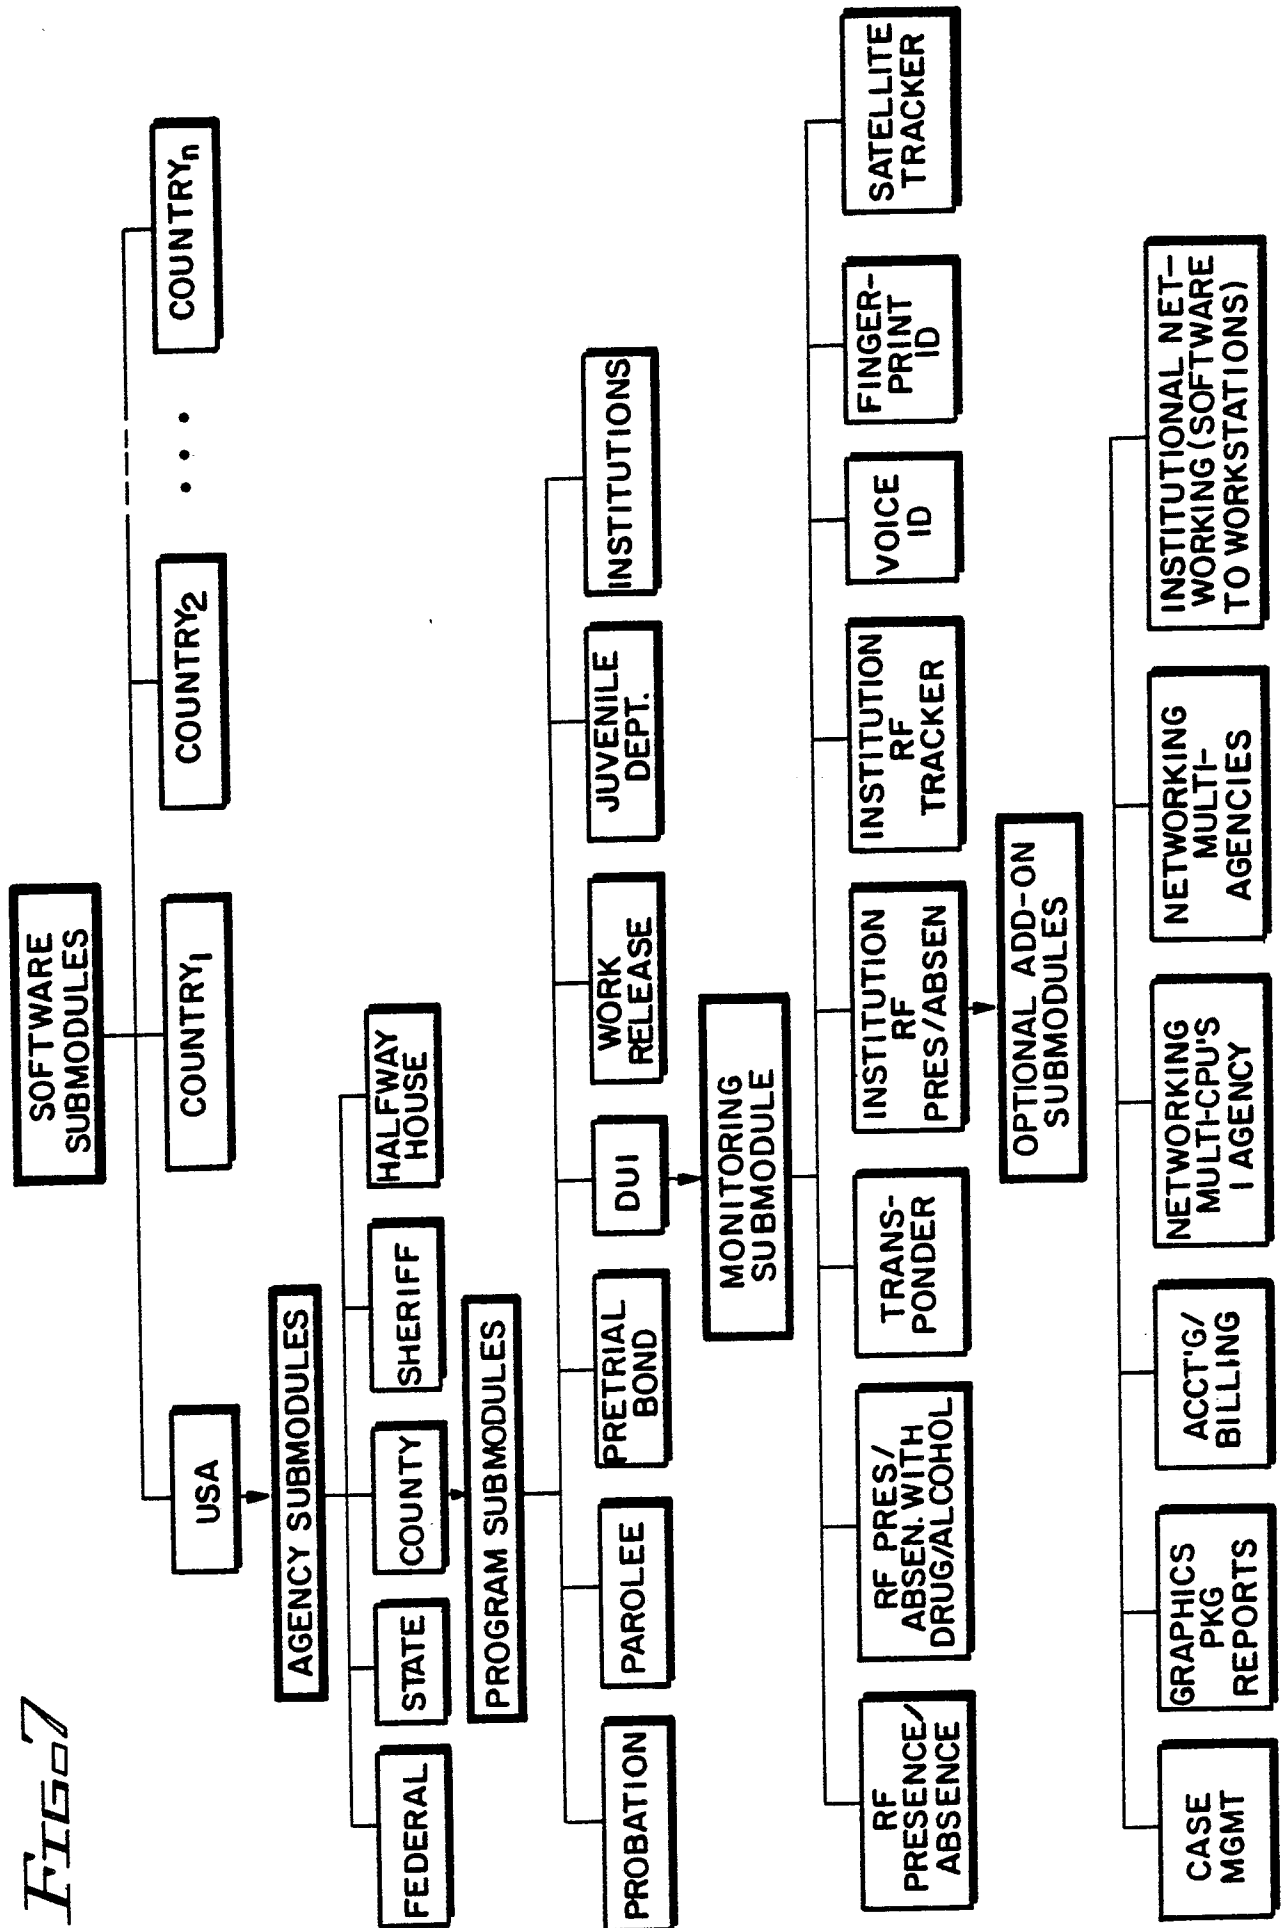 FIG. 7
SOFTWARE
SUBMODULES
USA
COUNTRY1
COUNTRY2
• • •
COUNTRYn
AGENCY SUBMODULES
FEDERAL
STATE
COUNTY
SHERIFF
HALFWAY
HOUSE
PROGRAM SUBMODULES
PROBATION
PAROLEE
PRETRIAL
BOND
DUI
WORK
RELEASE
JUVENILE
DEPT.
INSTITUTIONS
MONITORING
SUBMODULE
RF
PRESENCE/
ABSENCE
RF PRES/
ABSEN. WITH
DRUG/ALCOHOL
TRANS-
PONDER
INSTITUTION
RF
PRES/ABSEN
INSTITUTION
RF
TRACKER
VOICE
ID
FINGER-
PRINT
ID
SATELLITE
TRACKER
OPTIONAL ADD-ON
SUBMODULES
CASE
MGMT
GRAPHICS
PKG
REPORTS
ACCT'G/
BILLING
NETWORKING
MULTI-CPU'S
1 AGENCY
NETWORKING
MULTI-
AGENCIES
INSTITUTIONAL NET-
WORKING (SOFTWARE
TO WORKSTATIONS)